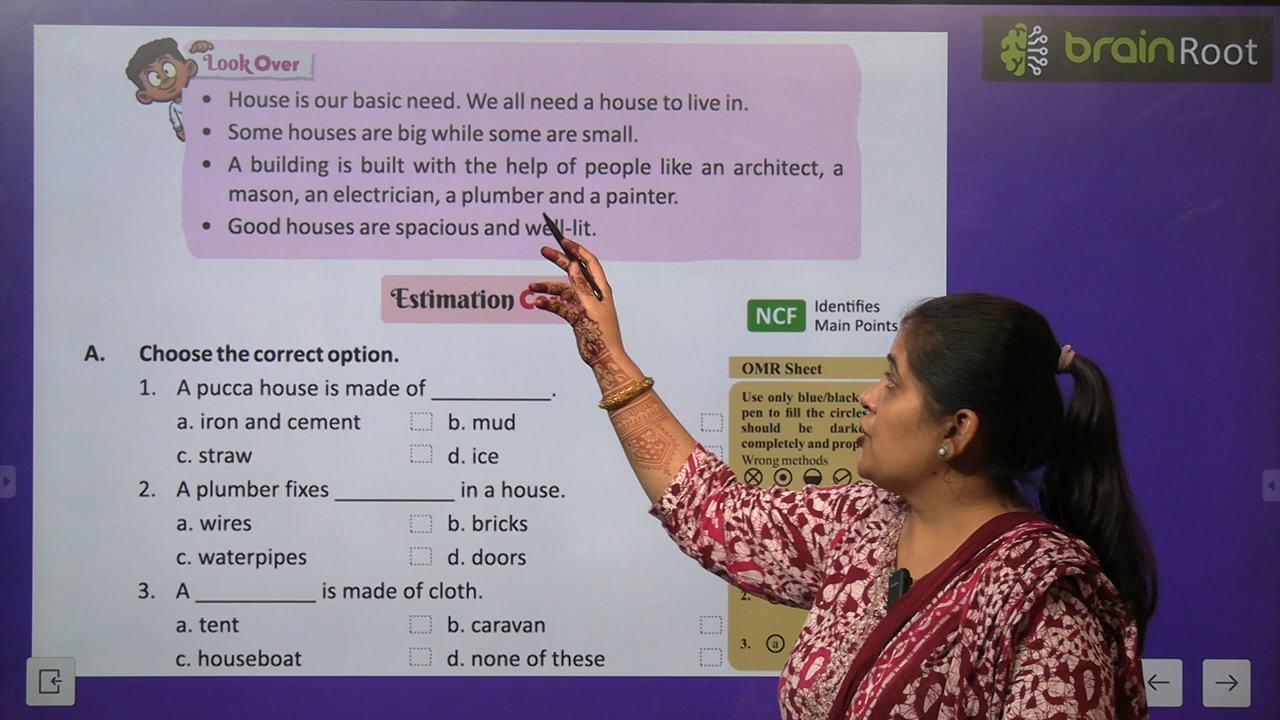 brainRoot
Look Over
• House is our basic need. We all need a house to live in.
• Some houses are big while some are small.
• A building is built with the help of people like an architect, a
mason, an electrician, a plumber and a painter.
• Good houses are spacious and well-lit.
Estimation
NCF
Identifies
Main Points
A. Choose the correct option.
1. A pucca house is made of __________.
a. iron and cement
b. mud
c. straw
d. ice
2. A plumber fixes __________ in a house.
a. wires
b. bricks
c. waterpipes
d. doors
3. A __________ is made of cloth.
a. tent
b. caravan
c. houseboat
d. none of these
OMR Sheet
Use only blue/black
pen to fill the circle
should be
completely and
Wrong methods
2.
3. a